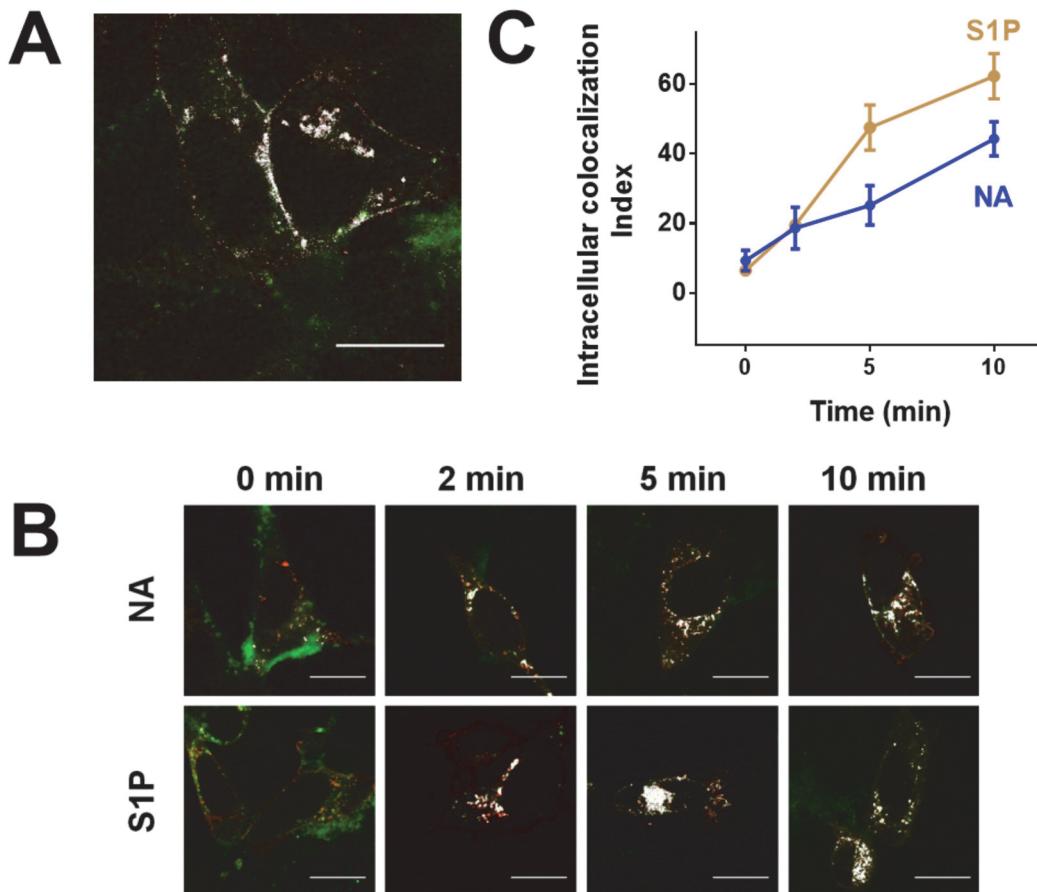 A
C
S1P
Intracellular colocalization
Index
60
40
20
0
NA
0
5
10
Time (min)
B
0 min
2 min
5 min
10 min
NA
S1P